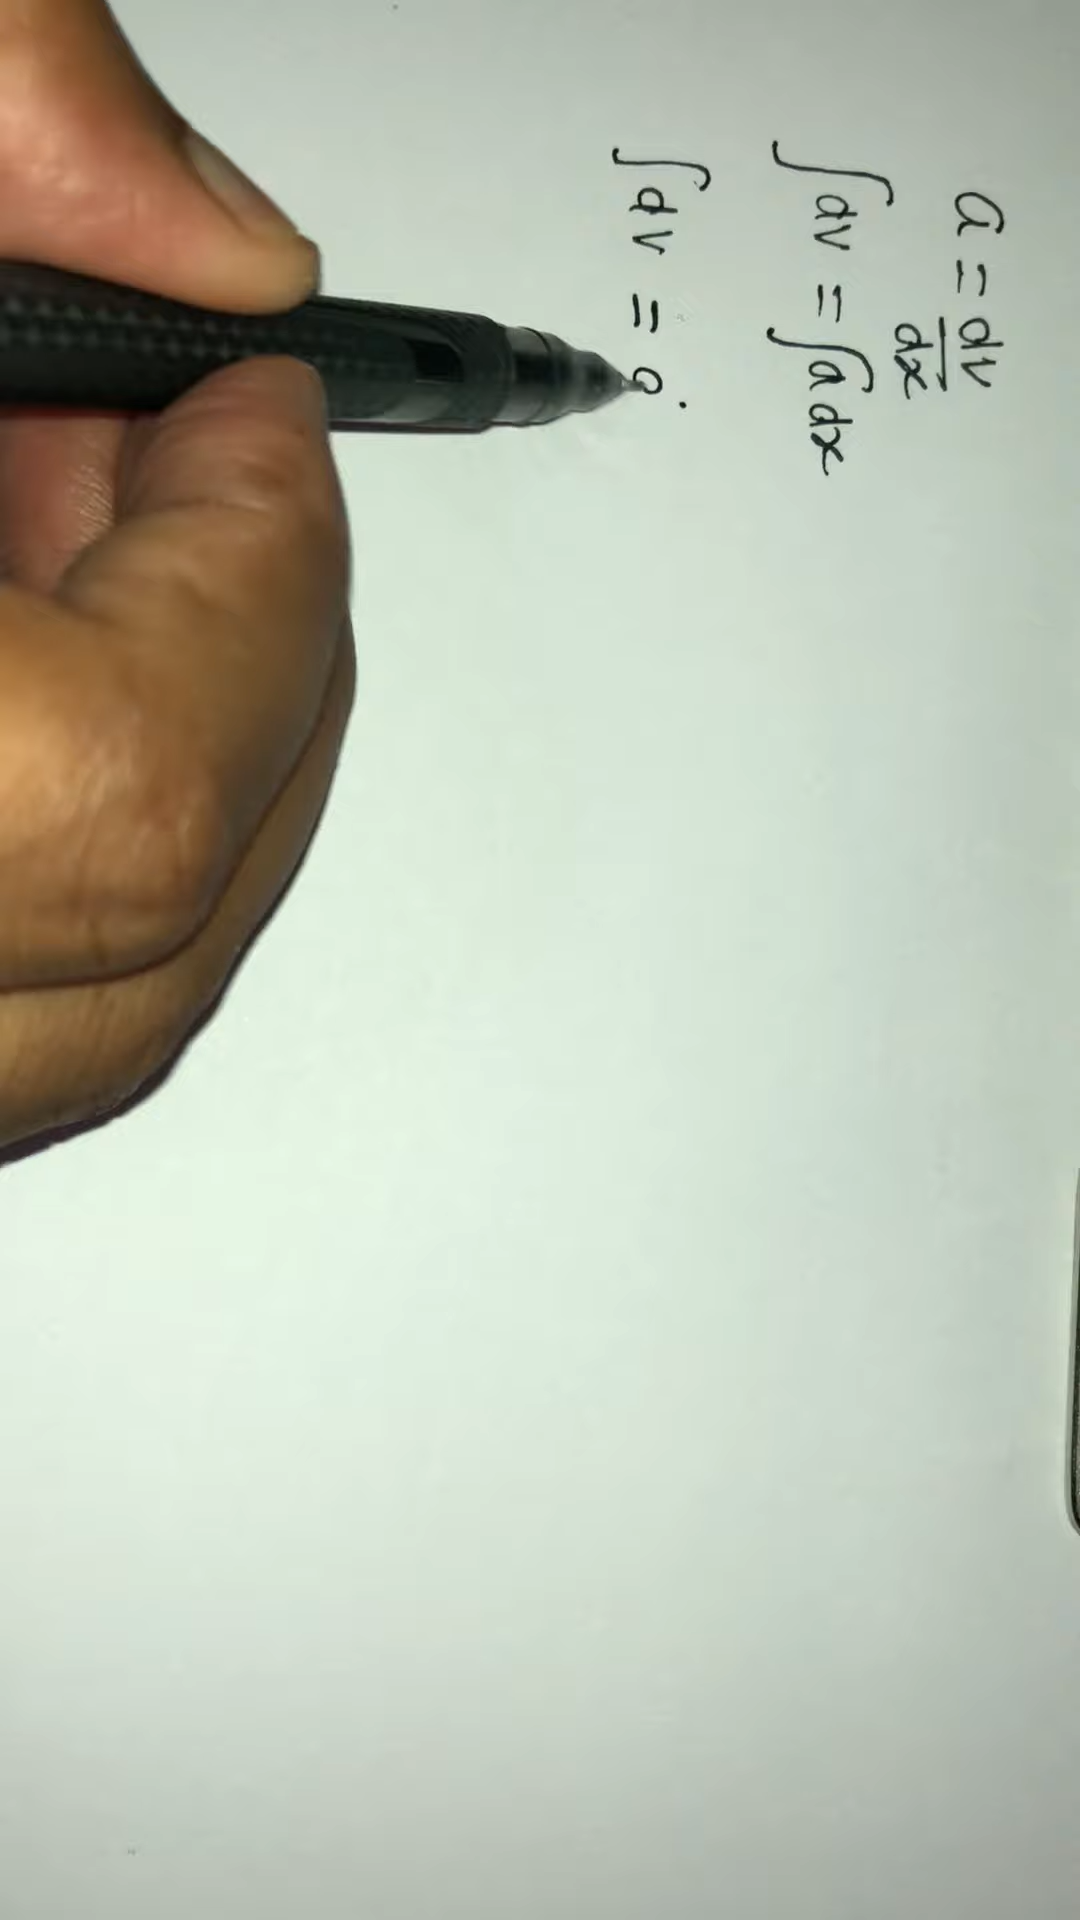 a = dv/dx
∫dv = ∫a dx
∫dv =